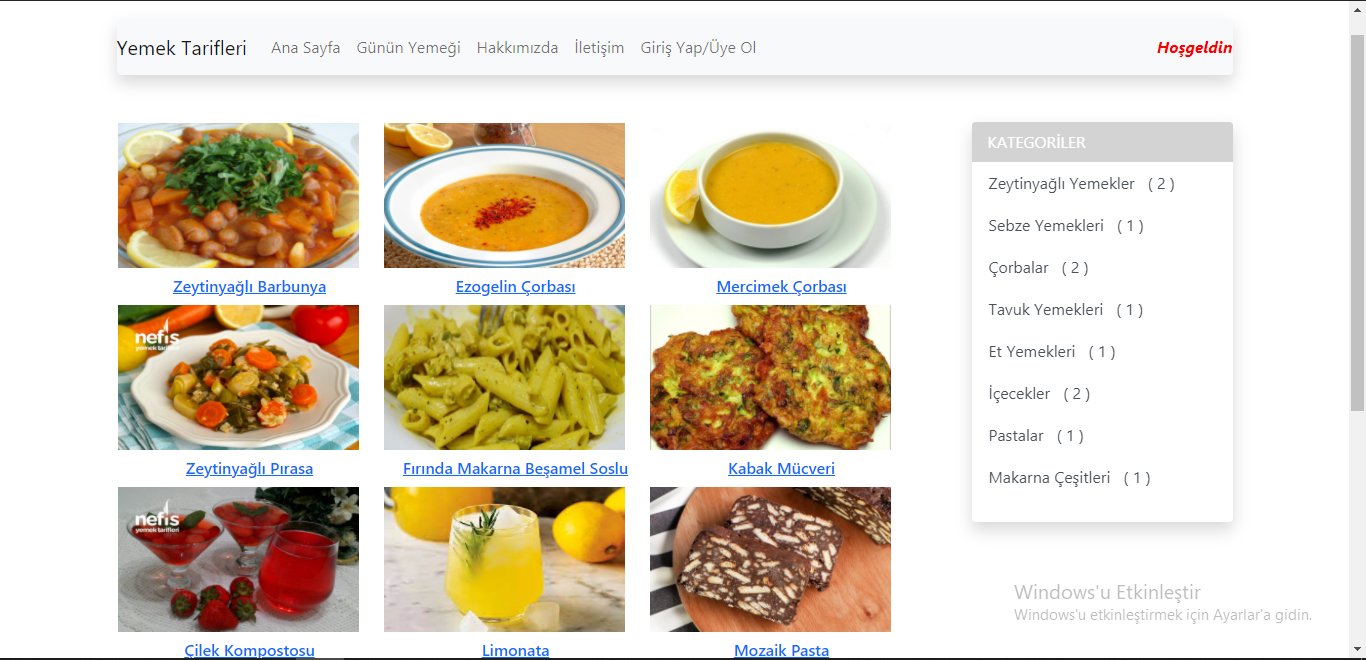 Yemek Tarifleri Ana Sayfa Günün Yemeği Hakkımızda İletişim Giriş Yap/Üye Ol Hoşgeldin
Zeytinyağlı Barbunya Ezogelin Çorbası Mercimek Çorbası
nefis
yemek tarifleri
Zeytinyağlı Pırasa Fırında Makarna Beşamel Soslu Kabak Mücveri
nefis
yemek tarifleri
Çilek Kompostosu Limonata Mozaik Pasta
KATEGORİLER
Zeytinyağlı Yemekler ( 2 )
Sebze Yemekleri ( 1 )
Çorbalar ( 2 )
Tavuk Yemekleri ( 1 )
Et Yemekleri ( 1 )
İçecekler ( 2 )
Pastalar ( 1 )
Makarna Çeşitleri ( 1 )
Windows'u Etkinleştir
Windows'u etkinleştirmek için Ayarlar'a gidin.